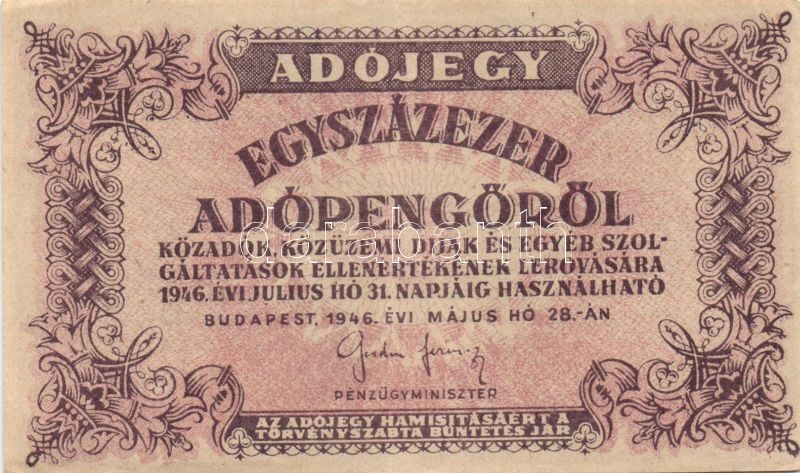 ADÓJEGY
EGYSZÁZEZER
ADÓPENGŐRŐL
KÖZADÓK, KÖZÜZEMI DIJAK ÉS EGYÉB SZOL-
GÁLTATÁSOK ELLENÉRTÉKÉNEK LEROVÁSÁRA
1946. ÉVI JULIUS HÓ 31. NAPJÁIG HASZNÁLHATÓ
BUDAPEST, 1946. ÉVI MÁJUS HÓ 28.-ÁN
PÉNZÜGYMINISZTER
AZ ADÓJEGY HAMISITÁSÁÉRT A
TÖRVÉNYSZABTA BÜNTETÉS JÁR
darabanth